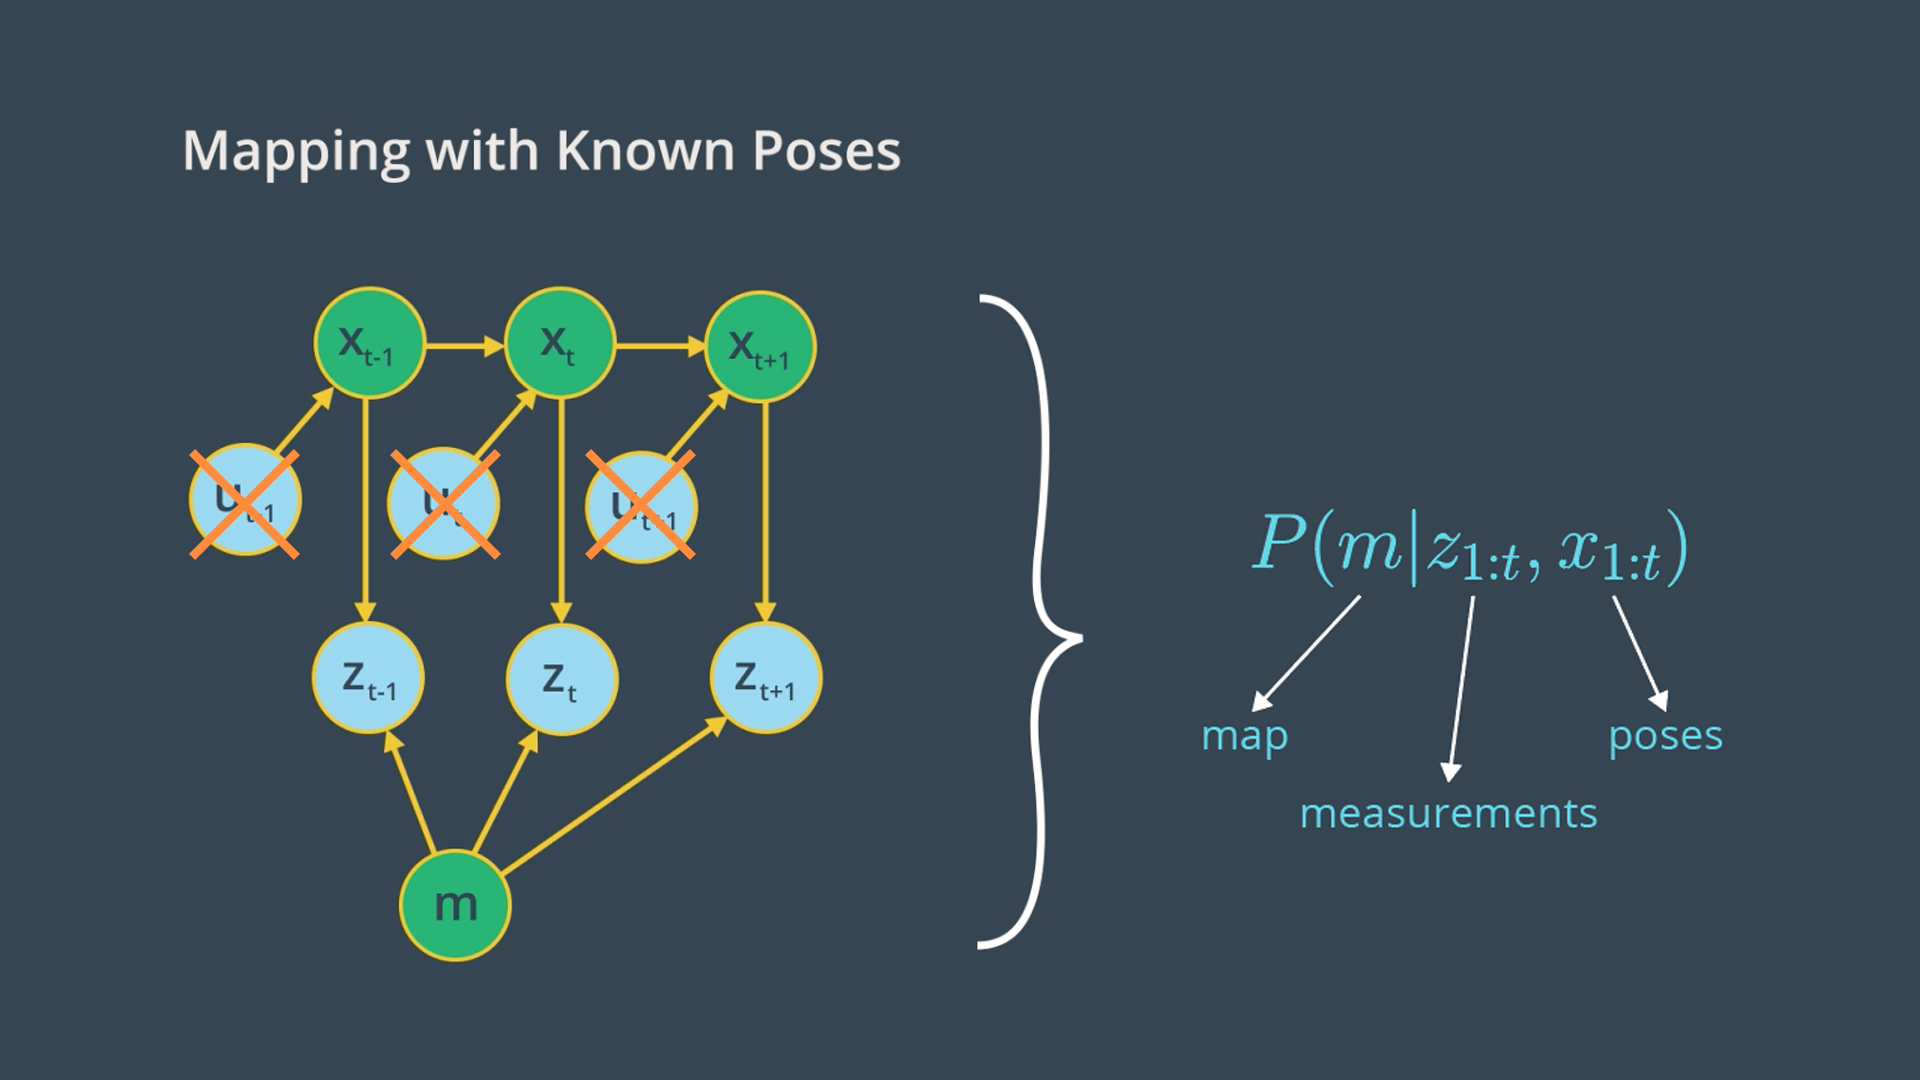 Mapping with Known Poses
x_{t-1} x_t x_{t+1}
u_{t-1} u_t u_{t+1}
P(m|z_{1:t}, x_{1:t})
z_{t-1} z_t z_{t+1}
map
poses
measurements
m